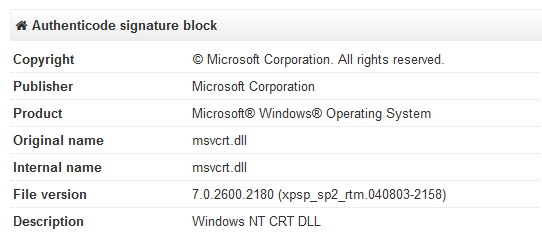 Authenticode signature block
Copyright © Microsoft Corporation. All rights reserved.
Publisher Microsoft Corporation
Product Microsoft® Windows® Operating System
Original name msvcrt.dll
Internal name msvcrt.dll
File version 7.0.2600.2180 (xpsp_sp2_rtm.040803-2158)
Description Windows NT CRT DLL